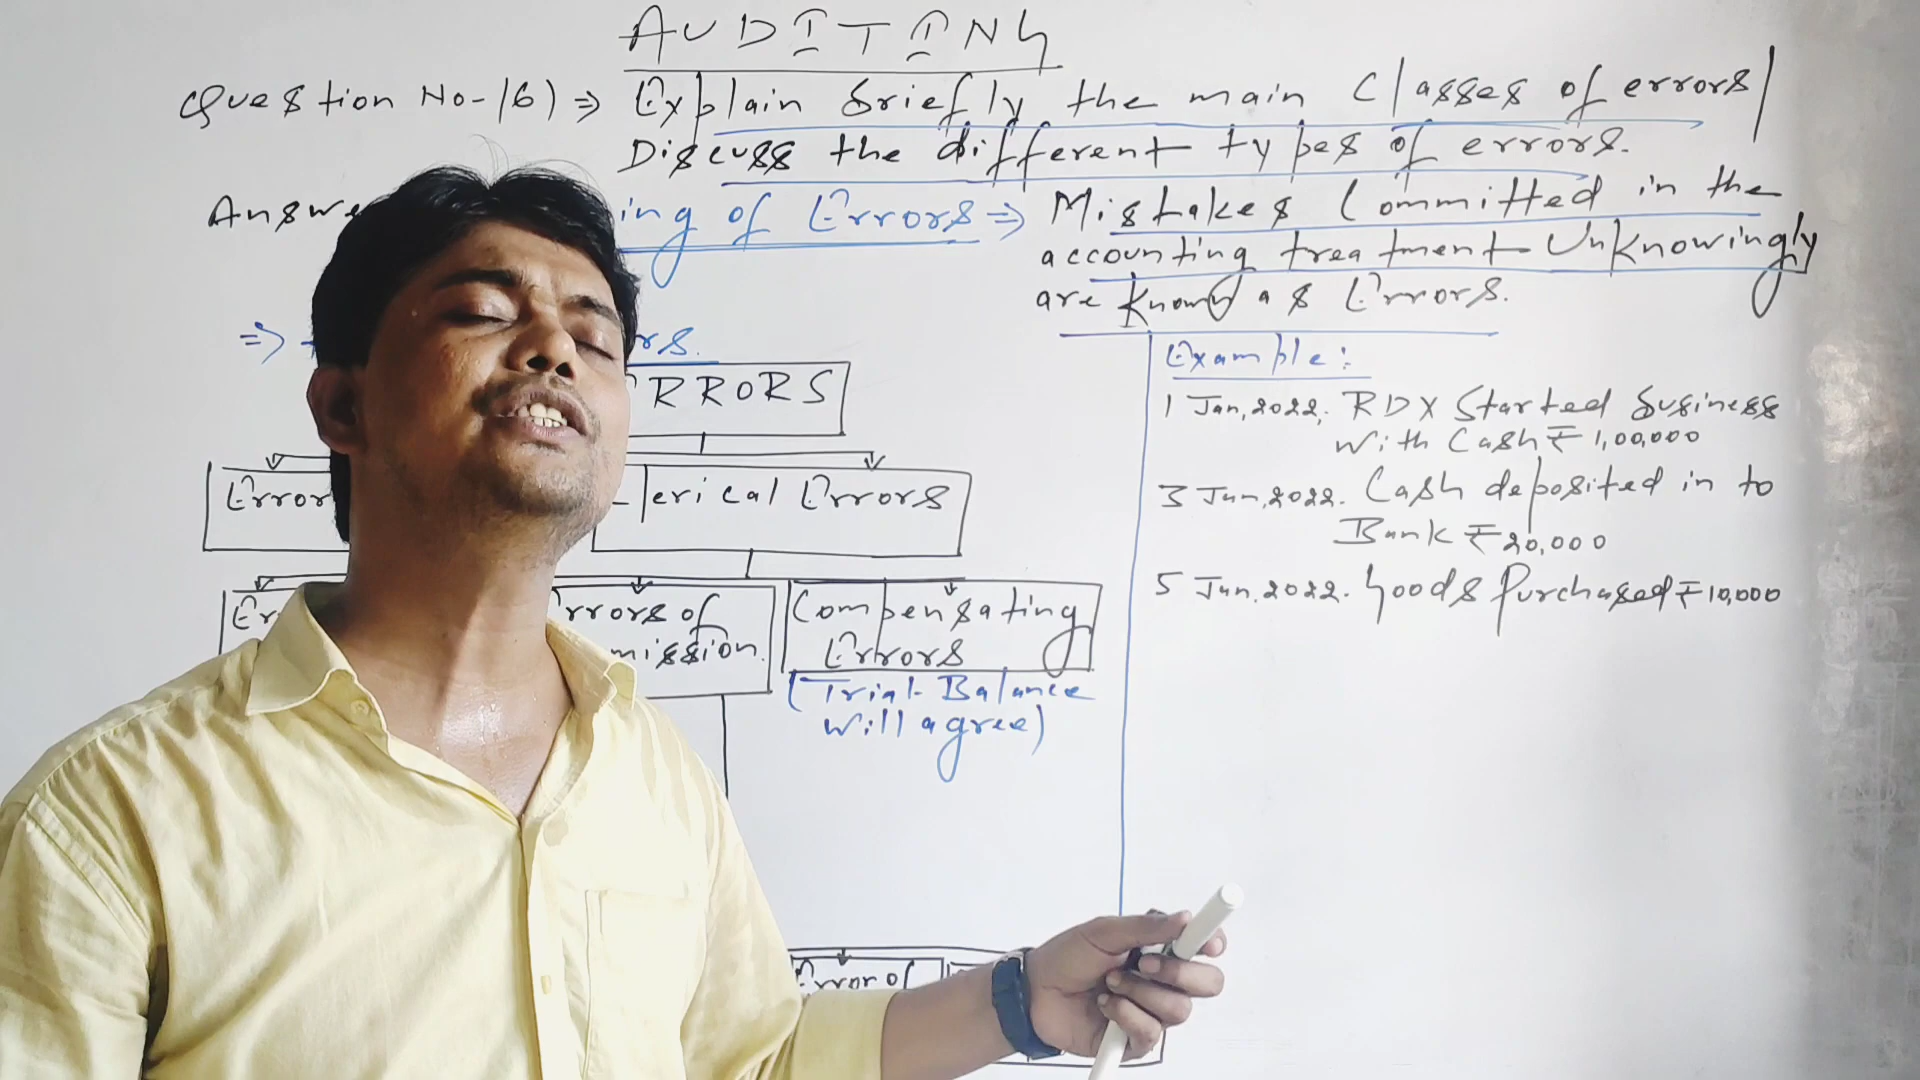 AUDITING
Question No-16) ⇒ Explain briefly the main Classes of errors/
Discuss the different types of errors.
ing of Errors ⇒ Mistakes Committed in the
accounting treatment Unknowingly
are known as Errors.
⇒
Example:
RRORS
1 Jan, 2022. RDX Started business
with Cash ₹ 1,00,000
Error
lerical Errors
3 Jan, 2022. Cash deposited in to
Bank ₹ 20,000
5 Jan, 2022. Goods Purchased ₹ 10,000
Er
rrors of
mission.
Compensating
Errors
(Trial Balance
will agree)
Error of